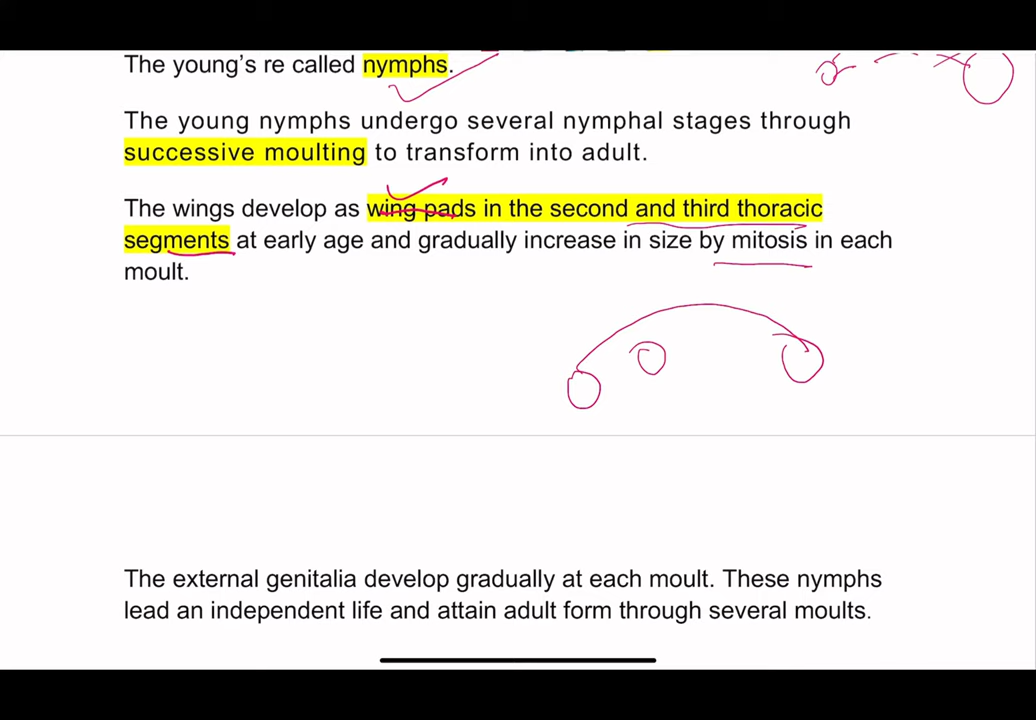 The young's re called nymphs.
The young nymphs undergo several nymphal stages through
successive moulting to transform into adult.
The wings develop as wing pads in the second and third thoracic
segments at early age and gradually increase in size by mitosis in each
moult.
The external genitalia develop gradually at each moult. These nymphs
lead an independent life and attain adult form through several moults.